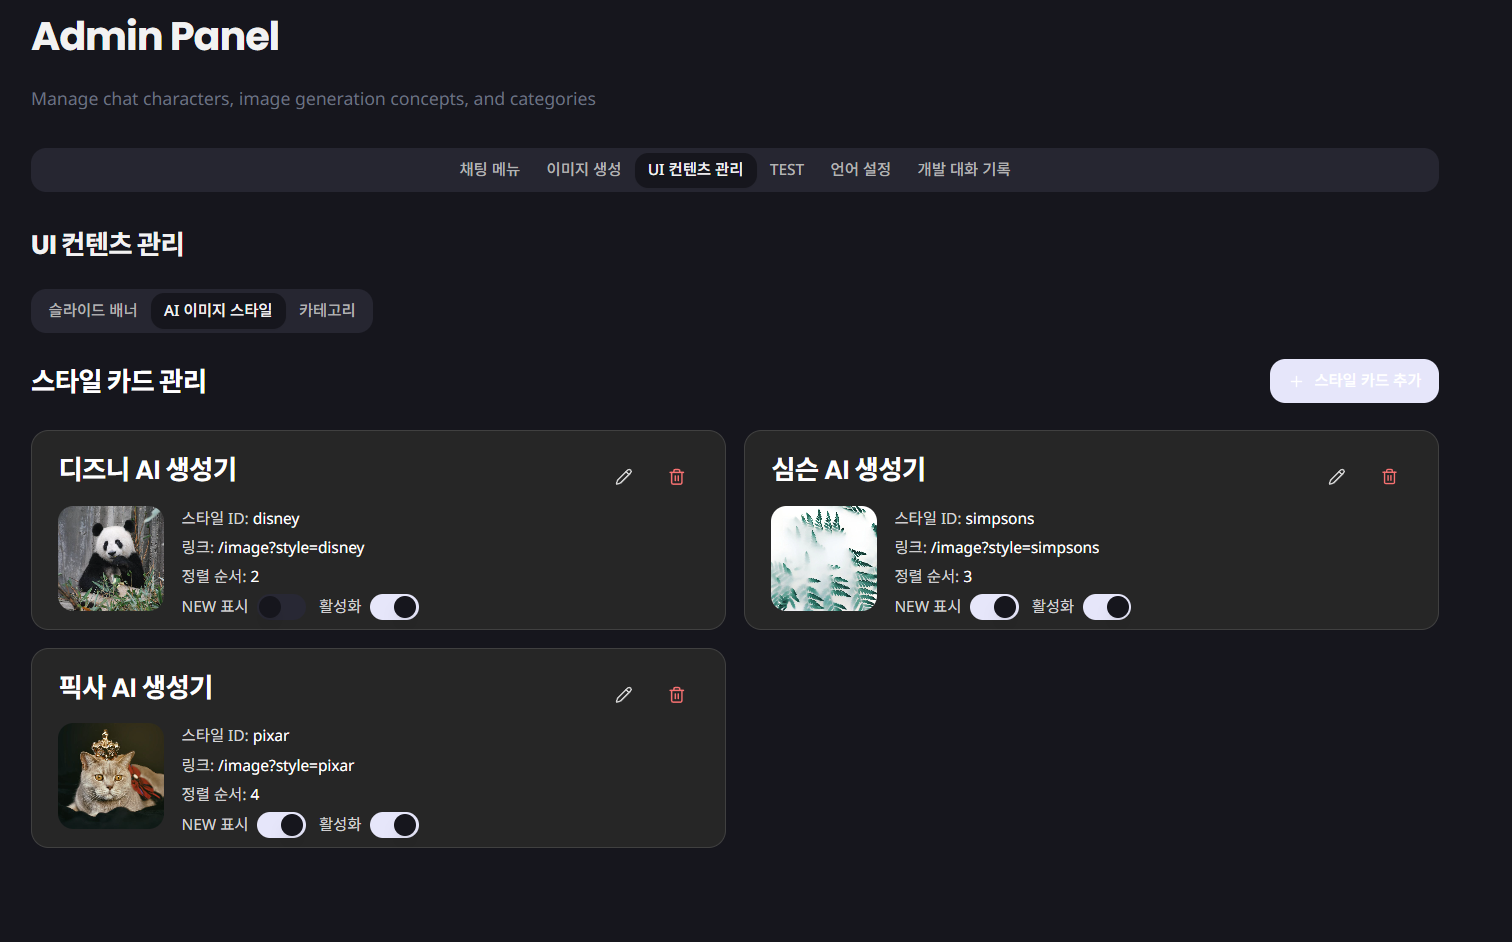 Admin Panel
Manage chat characters, image generation concepts, and categories
채팅 메뉴 이미지 생성 UI 컨텐츠 관리 TEST 언어 설정 개발 대화 기록
UI 컨텐츠 관리
슬라이드 배너 AI 이미지 스타일 카테고리
스타일 카드 관리
+ 스타일 카드 추가
디즈니 AI 생성기
스타일 ID: disney
링크: /image?style=disney
정렬 순서: 2
NEW 표시 활성화
심슨 AI 생성기
스타일 ID: simpsons
링크: /image?style=simpsons
정렬 순서: 3
NEW 표시 활성화
픽사 AI 생성기
스타일 ID: pixar
링크: /image?style=pixar
정렬 순서: 4
NEW 표시 활성화